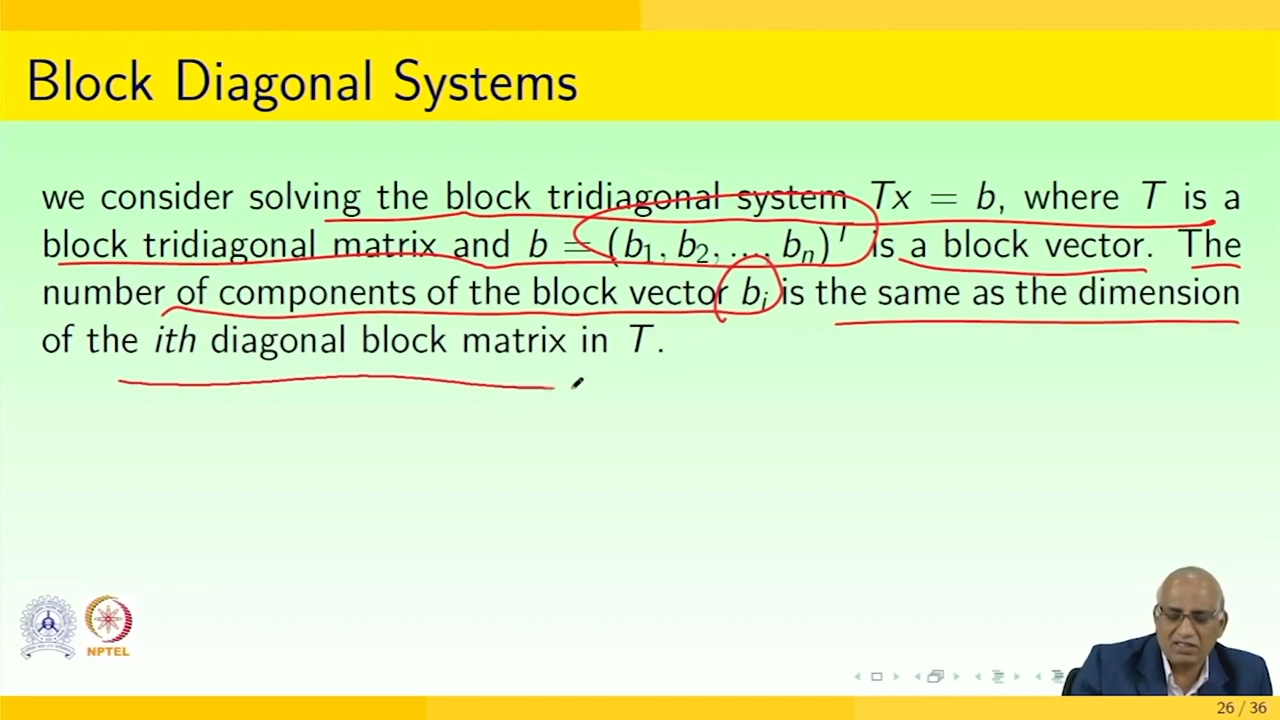 Block Diagonal Systems
we consider solving the block tridiagonal system Tx = b, where T is a
block tridiagonal matrix and b = (b₁, b₂, ..., bₙ)' is a block vector. The
number of components of the block vector bᵢ is the same as the dimension
of the ith diagonal block matrix in T.
NPTEL
26 / 36